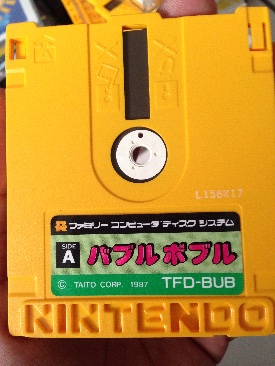 L156X17
ファミリー コンピュータ ディスク システム
SIDE
A
バブルボブル
© TAITO CORP. 1987 TFD-BUB
NINTENDO